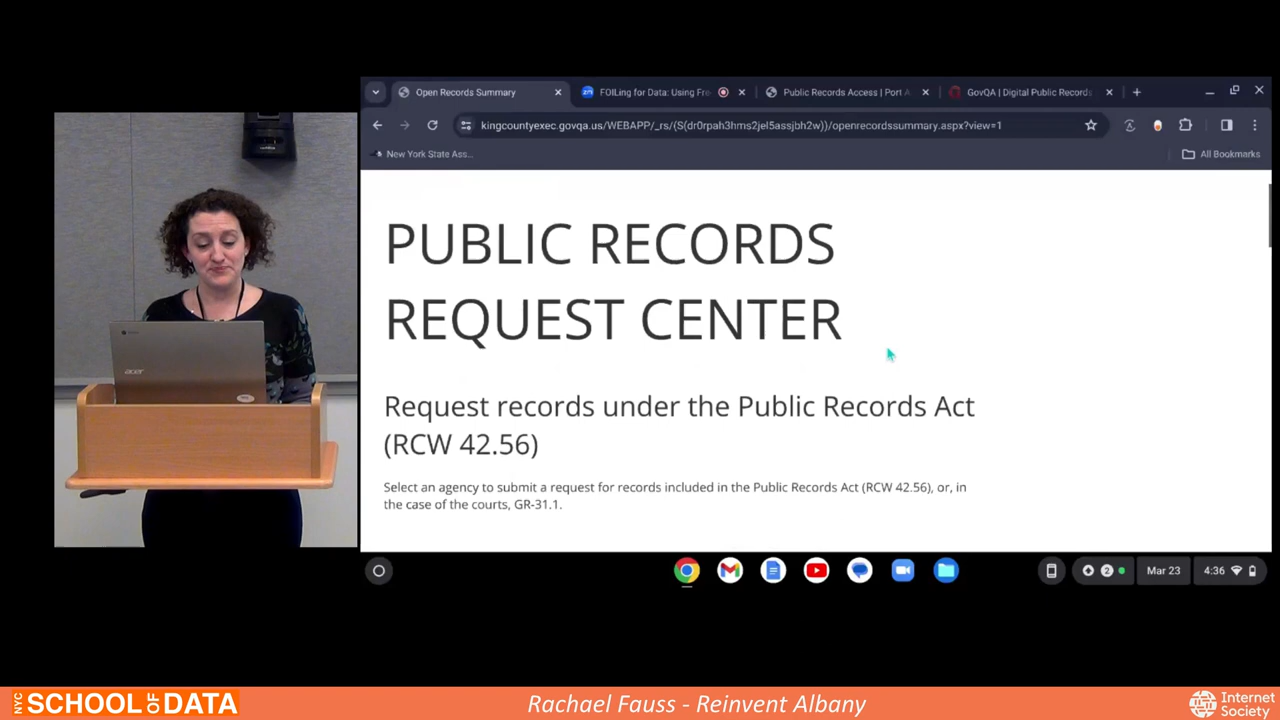 Open Records Summary
FOILing for Data: Using Fre
Public Records Access | Port A
GovQA | Digital Public Records
kingcountyexec.govqa.us/WEBAPP/_rs/(S(dr0rpah3hms2jel5assjbh2w))/openrecordssummary.aspx?view=1
New York State Ass...
All Bookmarks
PUBLIC RECORDS
REQUEST CENTER
Request records under the Public Records Act
(RCW 42.56)
Select an agency to submit a request for records included in the Public Records Act (RCW 42.56), or, in
the case of the courts, GR-31.1.
acer
2
Mar 23
4:36
NYC SCHOOL OF DATA
Rachael Fauss - Reinvent Albany
Internet
Society